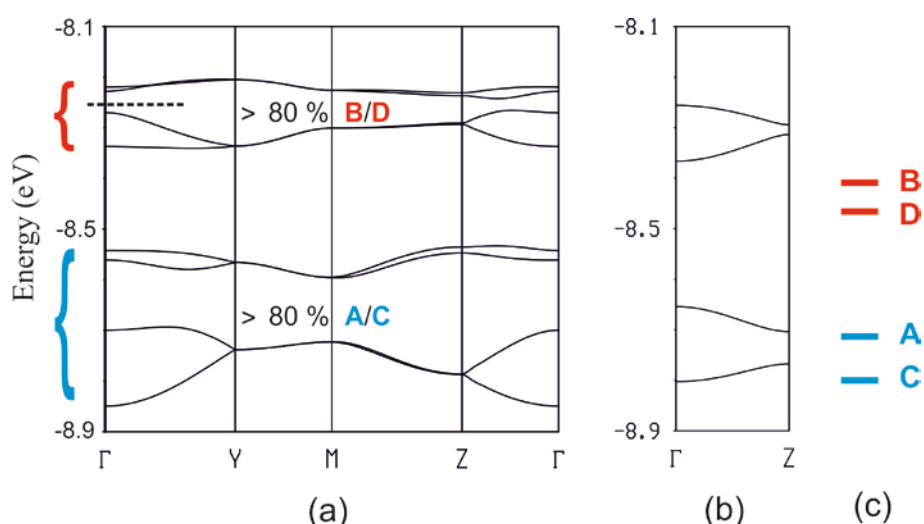 -8.1
-8.1
> 80 % B/D
B
D
-8.5
-8.5
Energy (eV)
> 80 % A/C
A
C
-8.9
-8.9
Γ Y M Z Γ
Γ Z
(a) (b) (c)